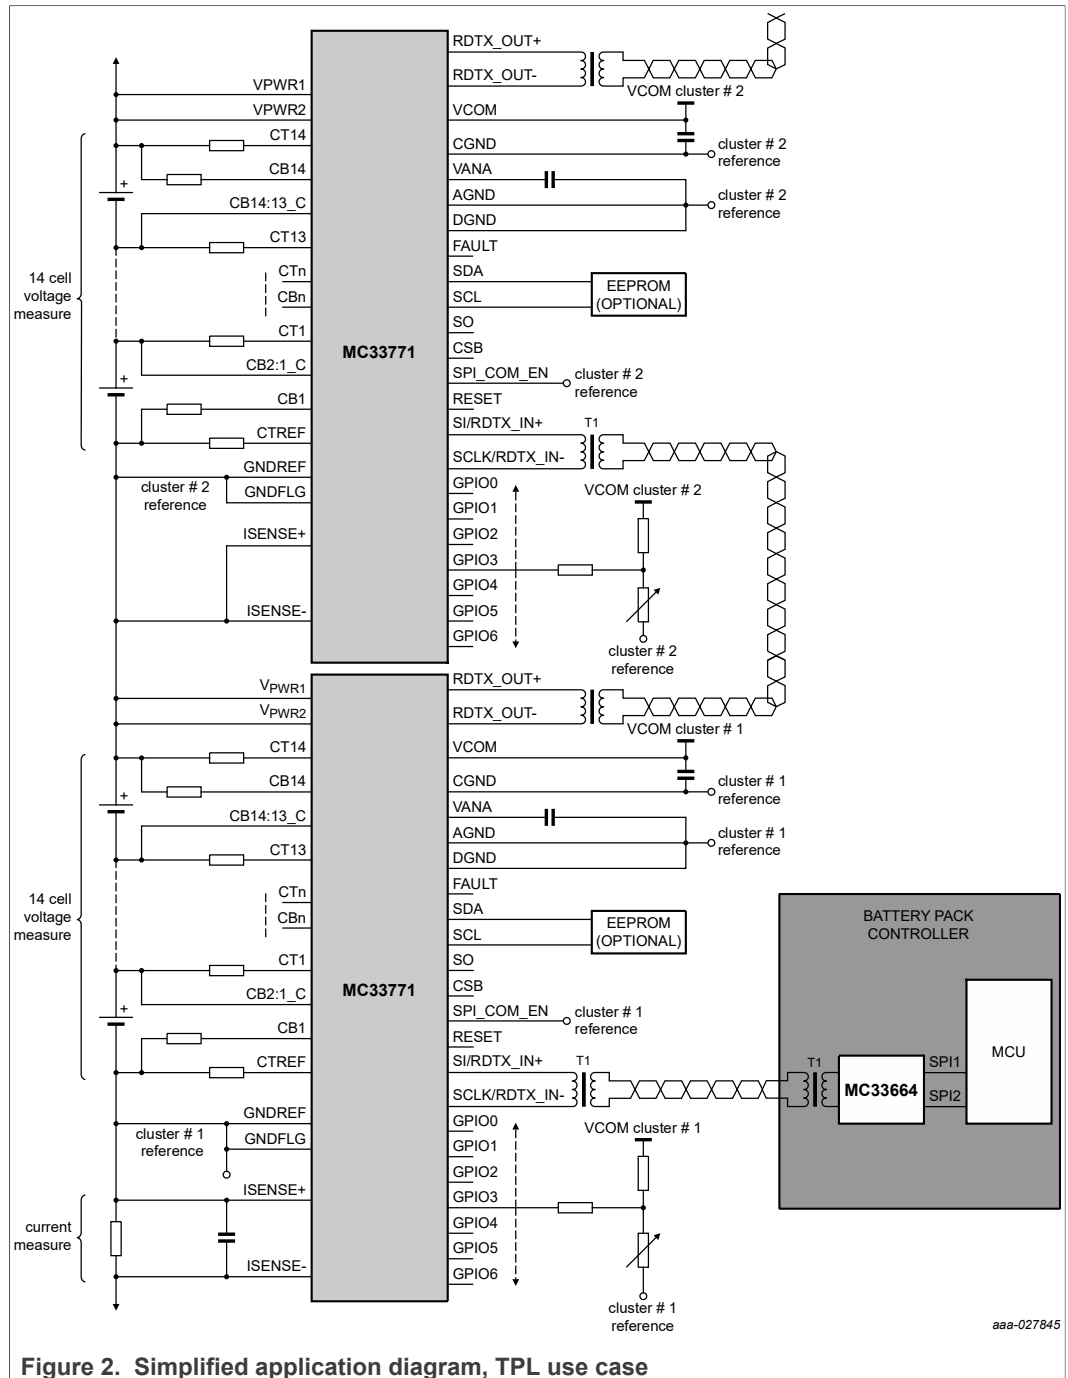 RDTX_OUT+
RDTX_OUT-
VCOM cluster # 2
VPWR1
VPWR2
VCOM
CT14
CGND
cluster # 2
reference
CB14
VANA
CB14:13_C
AGND
cluster # 2
reference
DGND
CT13
FAULT
14 cell
voltage
measure
CTn
SDA
EEPROM
(OPTIONAL)
CBn
SCL
SO
CT1
MC33771
CSB
CB2:1_C
SPI_COM_EN
cluster # 2
reference
CB1
RESET
SI/RDTX_IN+
T1
CTREF
SCLK/RDTX_IN-
GNDREF
GPIO0
cluster # 2
reference
GNDFLG
VCOM cluster # 2
GPIO1
ISENSE+
GPIO2
GPIO3
GPIO4
ISENSE-
GPIO5
GPIO6
cluster # 2
reference
RDTX_OUT+
VPWR1
RDTX_OUT-
VPWR2
VCOM cluster # 1
CT14
VCOM
CB14
CGND
cluster # 1
reference
CB14:13_C
VANA
AGND
cluster # 1
reference
CT13
DGND
CTn
FAULT
14 cell
voltage
measure
CBn
SDA
EEPROM
(OPTIONAL)
SCL
BATTERY PACK
CONTROLLER
CT1
SO
CB2:1_C
MC33771
CSB
SPI_COM_EN
cluster # 1
reference
CB1
RESET
MCU
CTREF
SI/RDTX_IN+
T1
T1
SPI1
SCLK/RDTX_IN-
MC33664
SPI2
GNDREF
GPIO0
VCOM cluster # 1
cluster # 1
reference
GNDFLG
GPIO1
GPIO2
ISENSE+
GPIO3
current
measure
GPIO4
GPIO5
ISENSE-
GPIO6
cluster # 1
reference
aaa-027845
Figure 2. Simplified application diagram, TPL use case